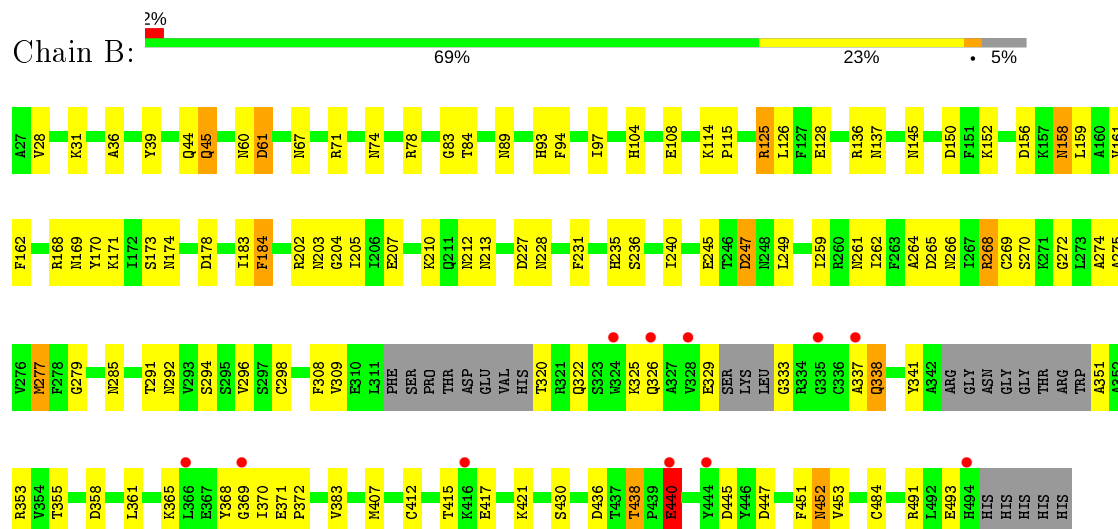 2%
Chain B:
69% 23% • 5%
A27 V28 K31 A36 Y39 Q44 Q45 N60 D61 N67 R71 N74 R78 G83 T84 N89 H93 F94 I97 H104 E108 K114 P115 R125 L126 F127 E128 R136 N137 N145 D150 F151 K152 D156 K157 N158 L159 A160
F162 R168 N169 Y170 K171 I172 S173 N174 D178 I183 F184 R202 N203 G204 I205 I206 E207 K210 Q211 N212 N213 D227 N228 F231 H235 S236 I240 E245 T246 D247 N248 L249 I259 R260 N261 I262 F263 A264 D265 N266 I267 R268 C269 S270 K271 G272 L273 A274 A275
V276 M277 F278 G279 N285 T291 N292 V293 S294 S295 V296 S297 C298 F308 V309 E310 L311 PHE SER PRO THR ASP GLU VAL HIS T320 R321 Q322 S323 W324 K325 Q326 A327 V328 E329 SER LYS LEU G333 R334 G335 C336 A337 Q338 Y341 A342 ARG GLY ASN GLY GLY THR ARG TRP A351
R353 V354 T355 D358 L361 K365 L366 E367 Y368 G369 I370 E371 P372 V383 M407 C412 T415 K416 E417 K421 S430 D436 T437 T438 P439 E440 Y444 D445 Y446 D447 F451 N452 V453 C484 R491 L492 E493 H494 HIS HIS HIS HIS HIS